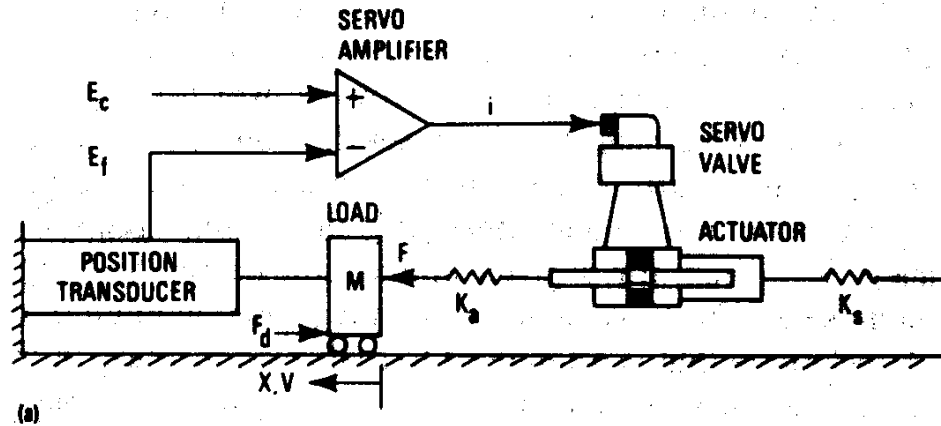 SERVO
AMPLIFIER
E_c
+
i
E_f
−
SERVO
VALVE
LOAD
ACTUATOR
POSITION
TRANSDUCER
M
F
K_a
K_s
F_d
X, V
(a)